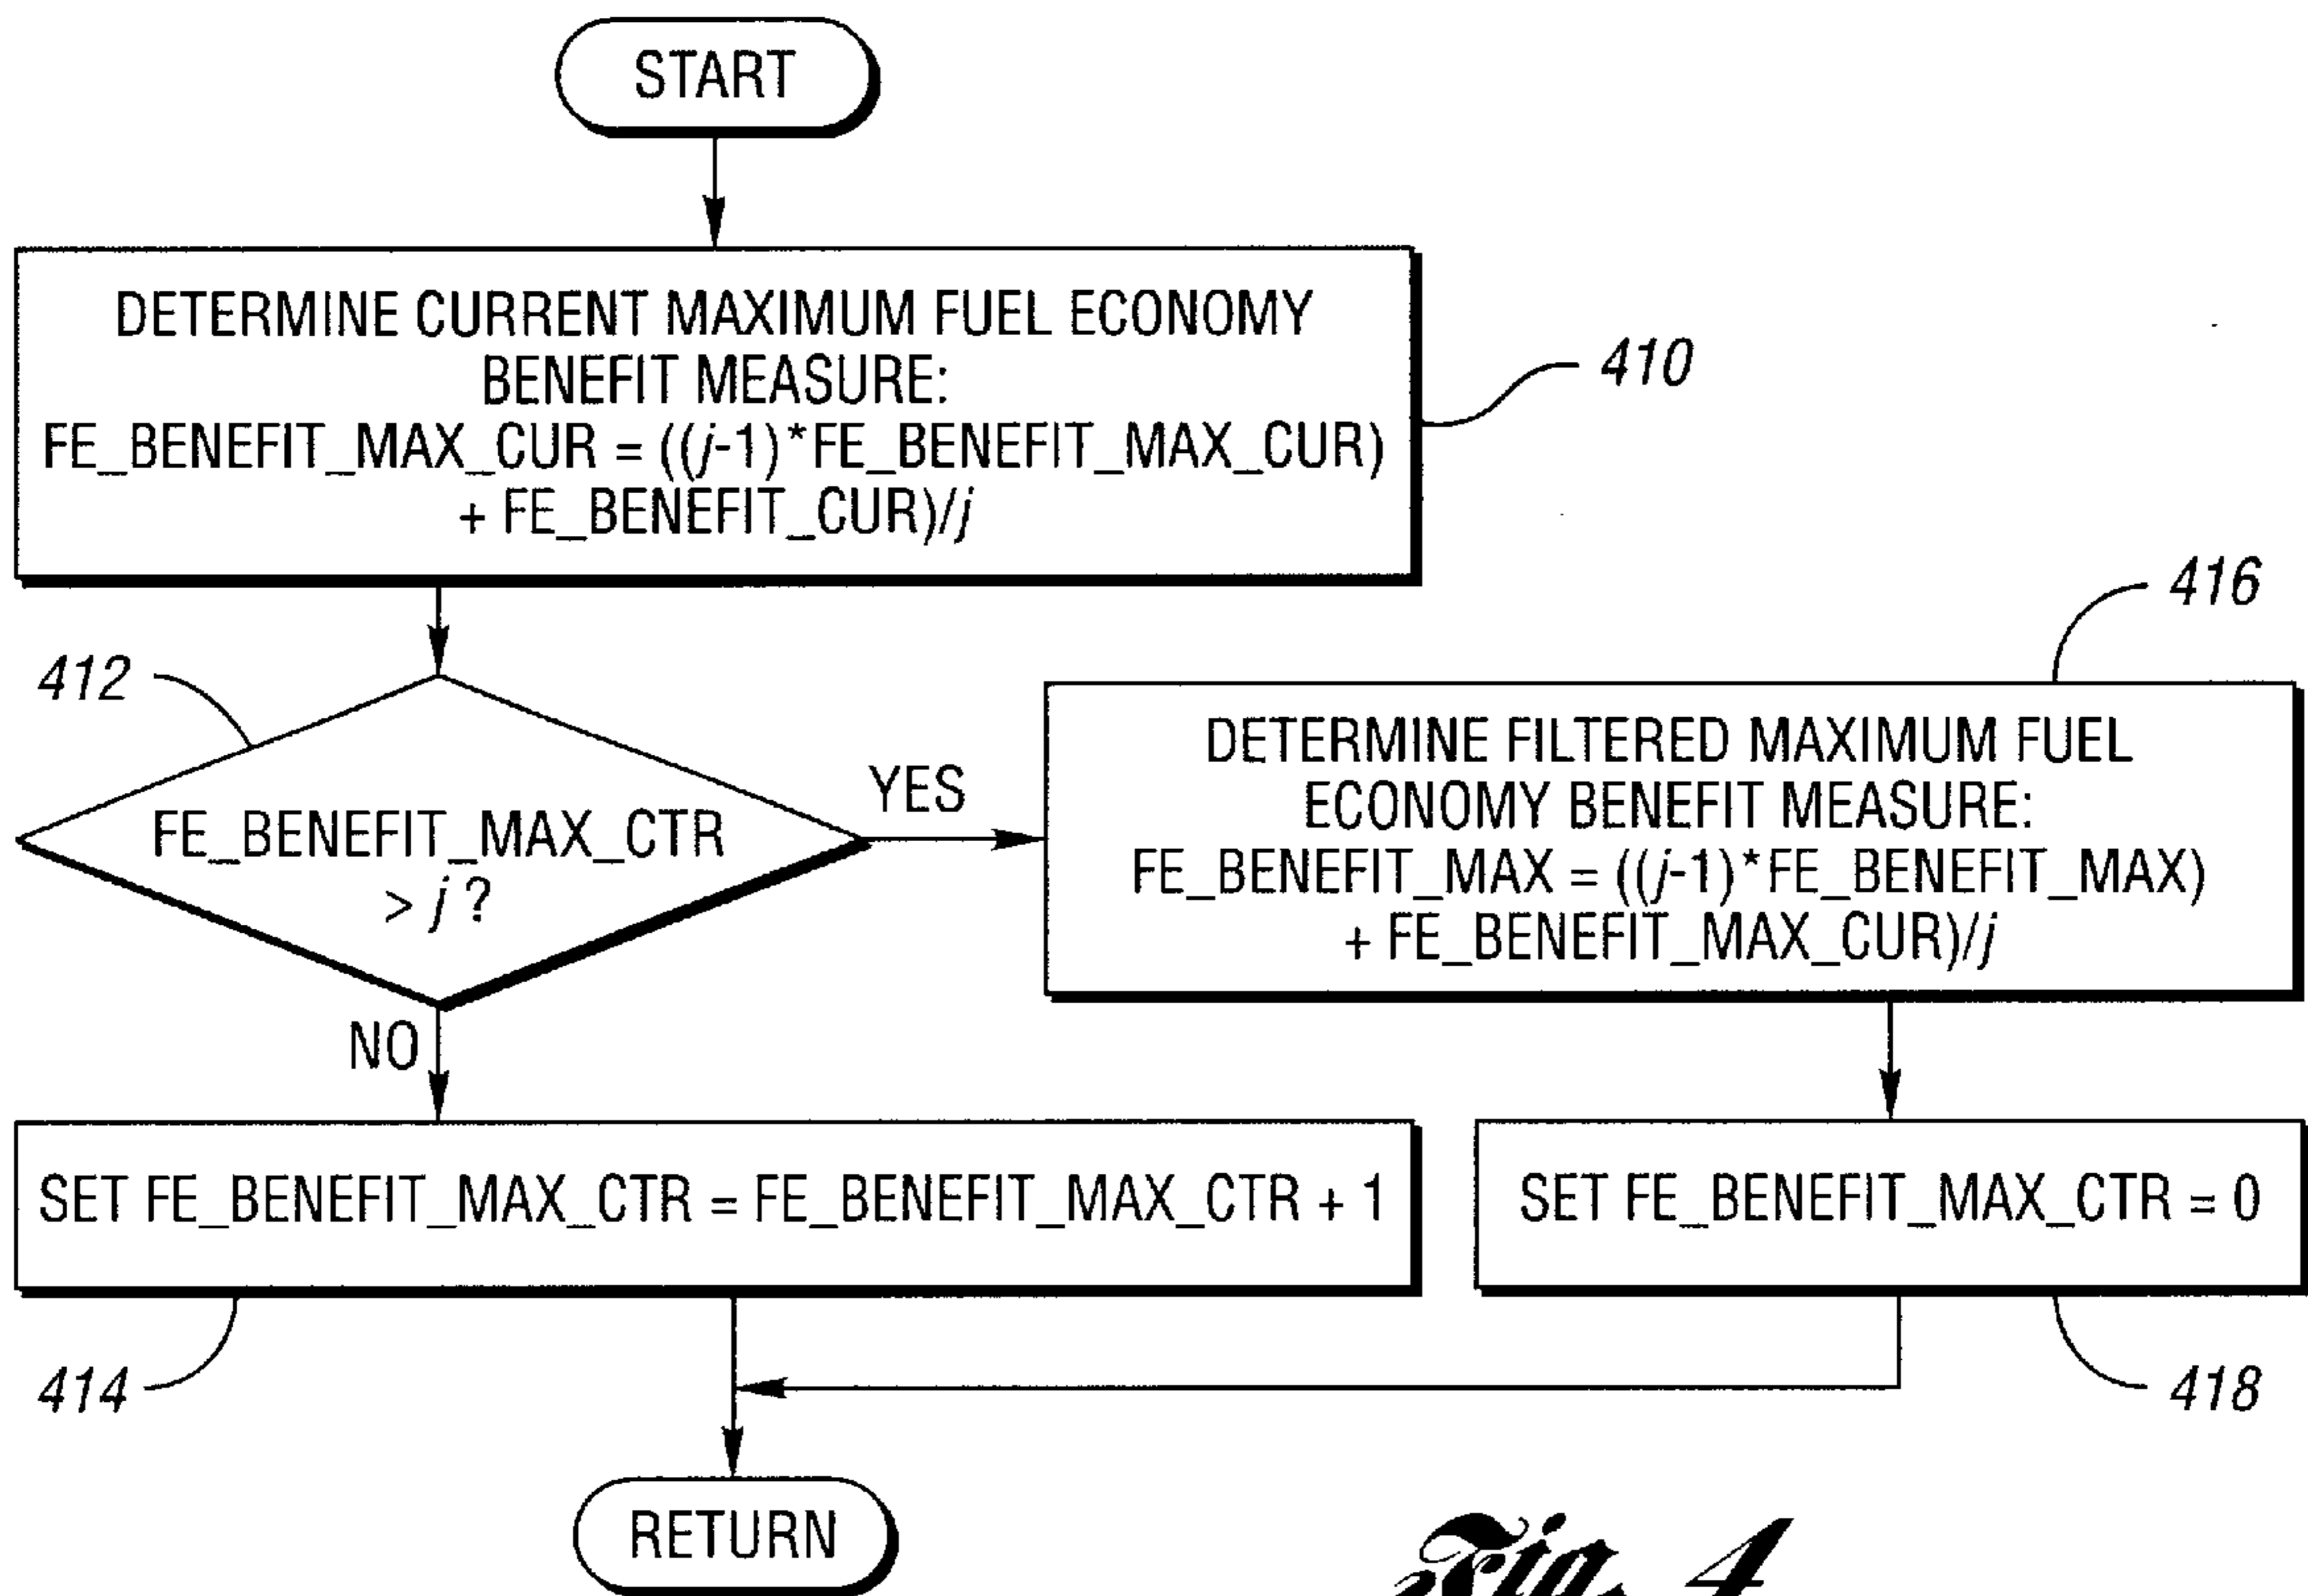 START
DETERMINE CURRENT MAXIMUM FUEL ECONOMY
BENEFIT MEASURE:
FE_BENEFIT_MAX_CUR = ((j-1)*FE_BENEFIT_MAX_CUR)
+ FE_BENEFIT_CUR)/j
410
412
FE_BENEFIT_MAX_CTR
> j ?
YES
NO
416
DETERMINE FILTERED MAXIMUM FUEL
ECONOMY BENEFIT MEASURE:
FE_BENEFIT_MAX = ((j-1)*FE_BENEFIT_MAX)
+ FE_BENEFIT_MAX_CUR)/j
SET FE_BENEFIT_MAX_CTR = FE_BENEFIT_MAX_CTR + 1
SET FE_BENEFIT_MAX_CTR = 0
414
418
RETURN
Fig. 4